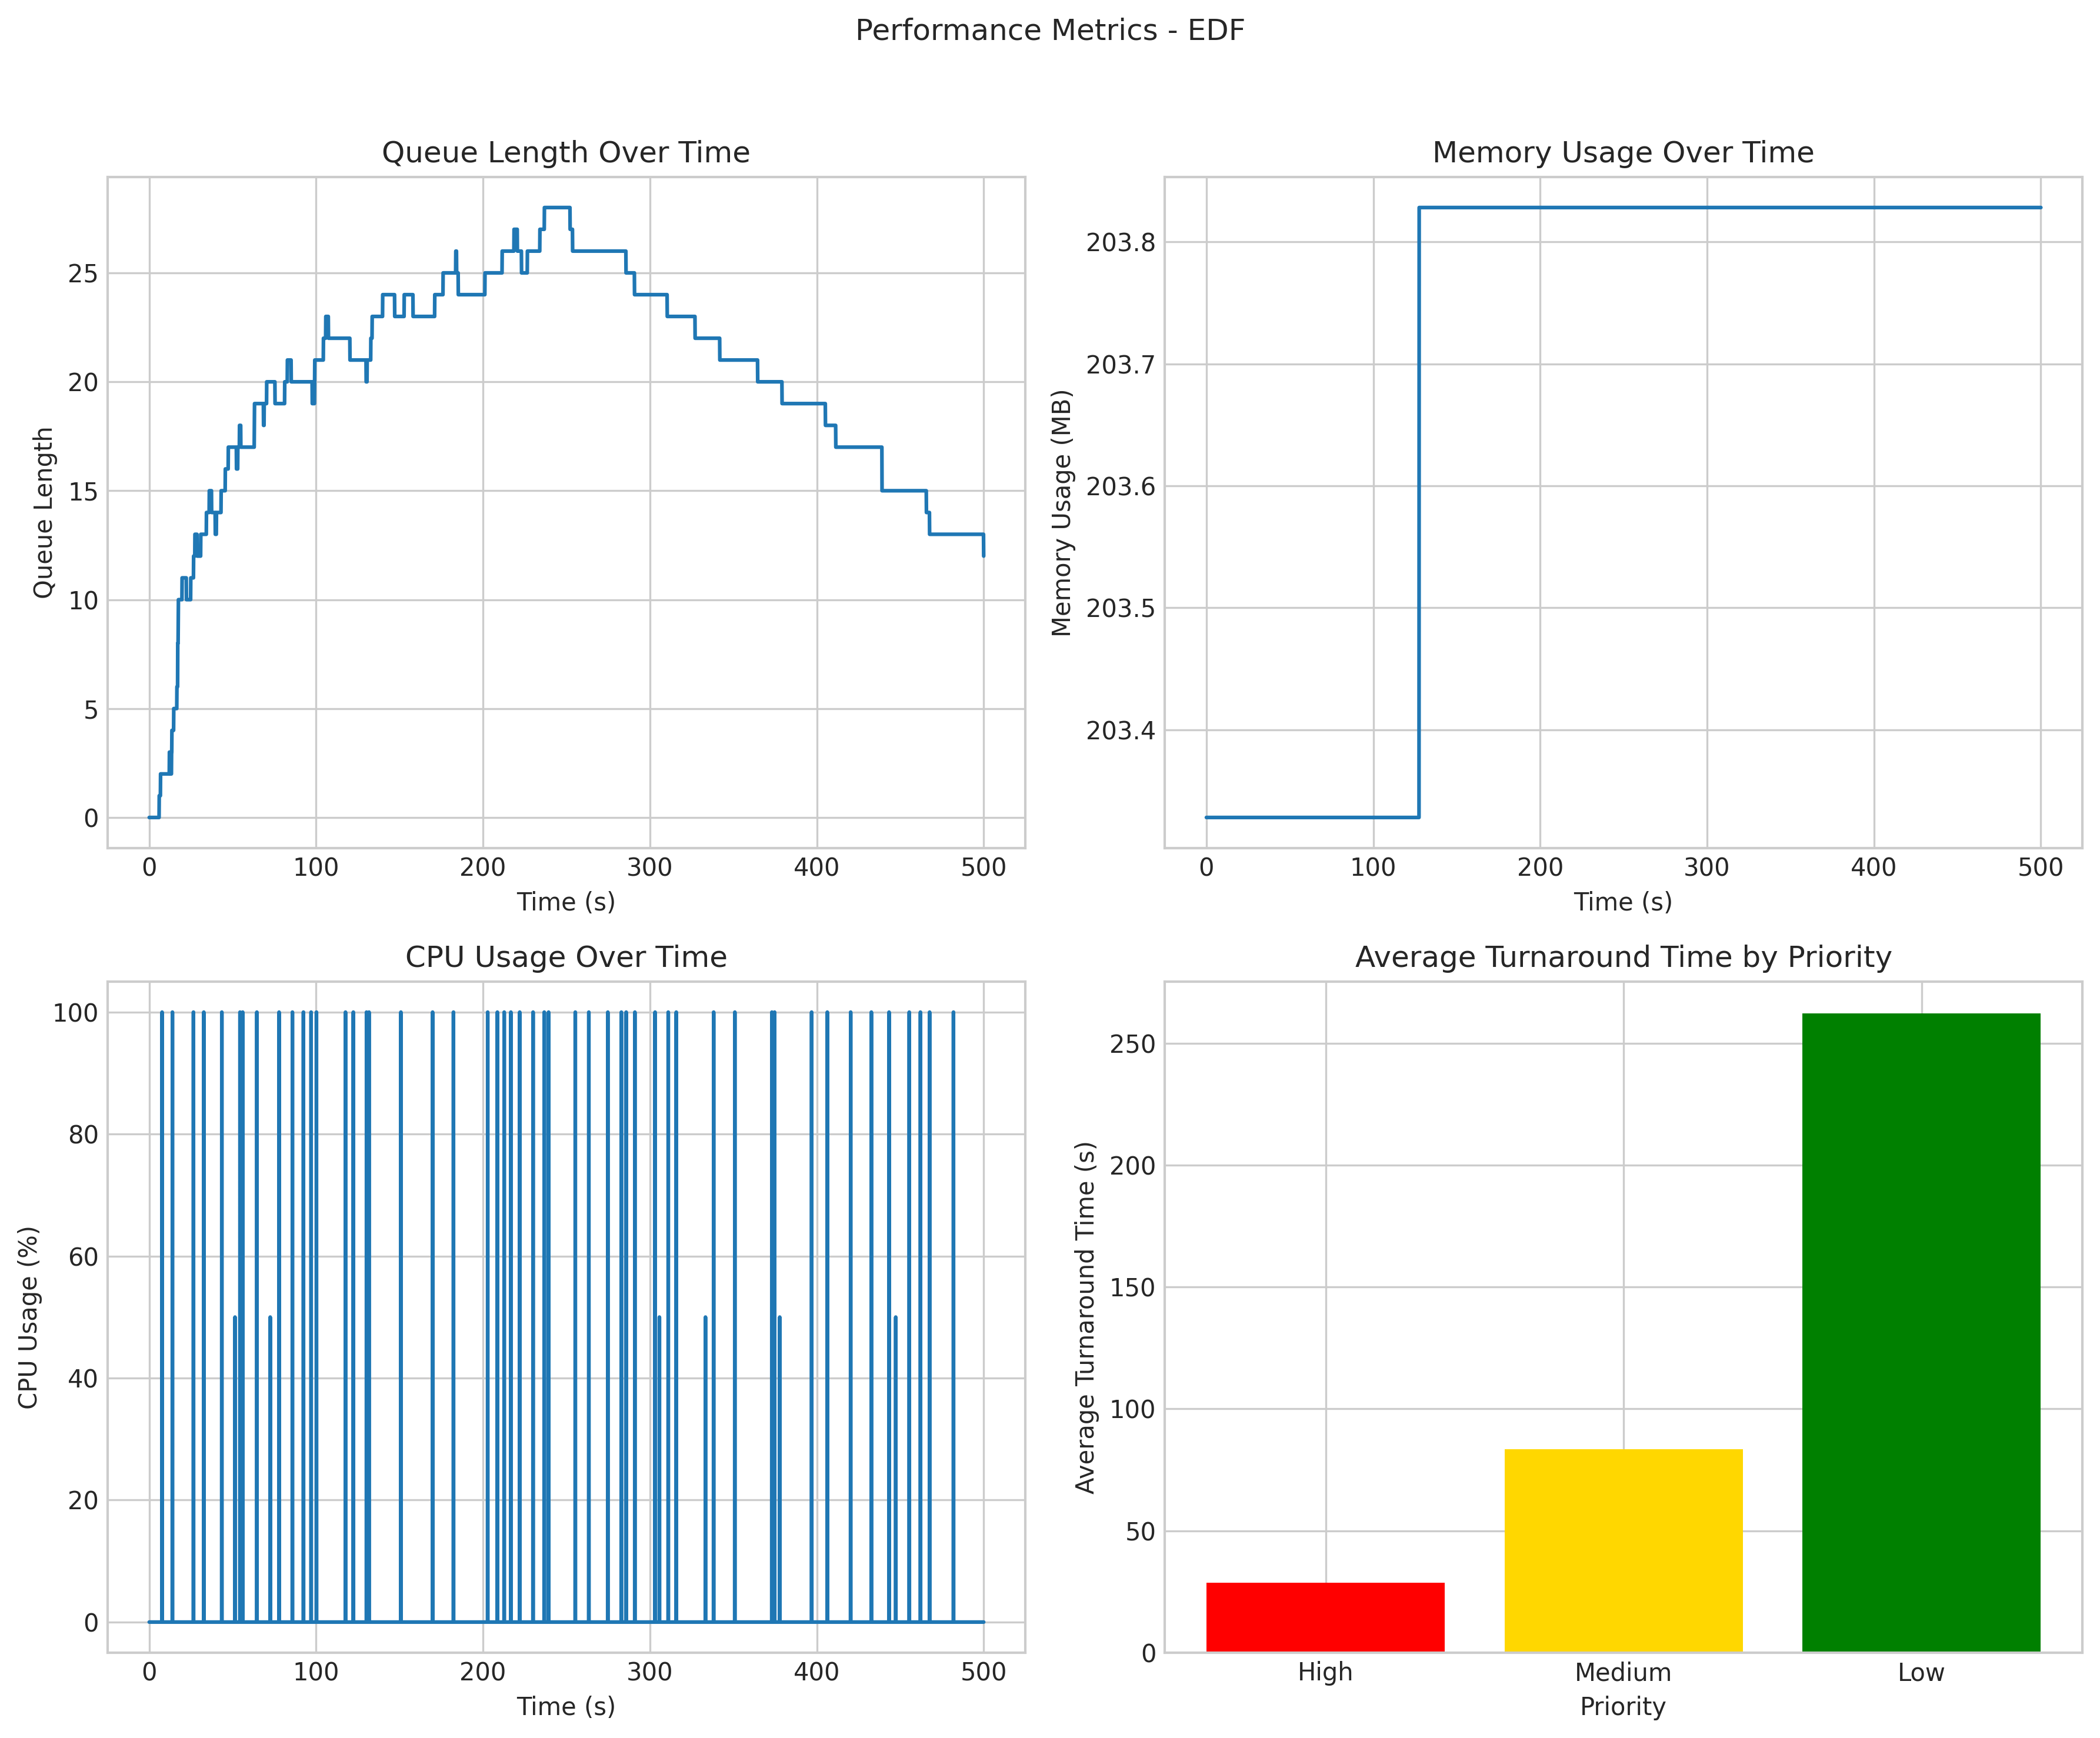 Performance Metrics - EDF
Queue Length Over Time
Queue Length
25
20
15
10
5
0
0 100 200 300 400 500
Time (s)
Memory Usage Over Time
Memory Usage (MB)
203.8
203.7
203.6
203.5
203.4
0 100 200 300 400 500
Time (s)
CPU Usage Over Time
CPU Usage (%)
100
80
60
40
20
0
0 100 200 300 400 500
Time (s)
Average Turnaround Time by Priority
Average Turnaround Time (s)
250
200
150
100
50
0
High Medium Low
Priority